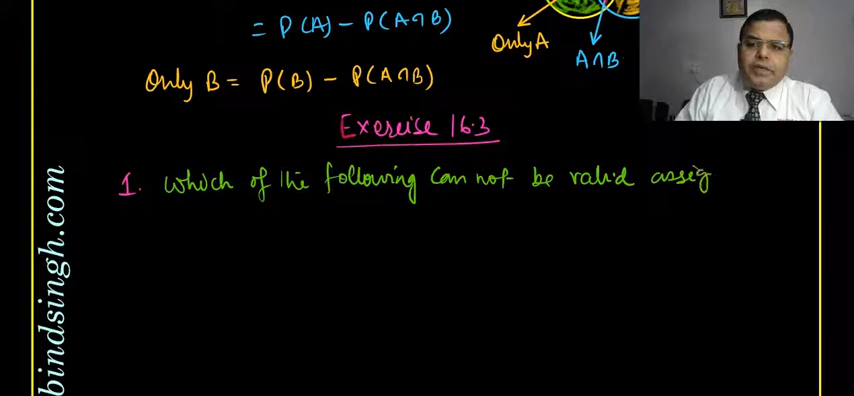 = P(A) - P(A∩B)
Only A
A∩B
Only B = P(B) - P(A∩B)
Exercise 16.3
1. Which of the following can not be valid assig
bindsingh.com